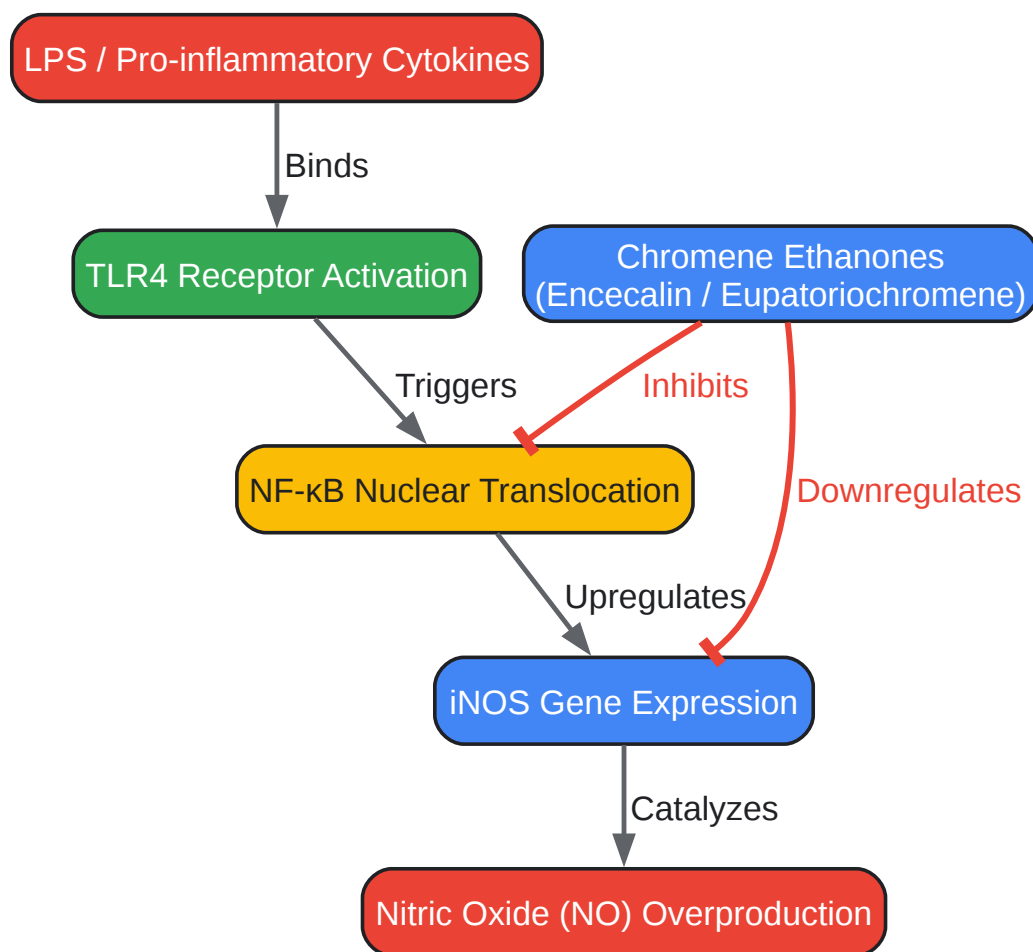 LPS / Pro-inflammatory Cytokines
Binds
TLR4 Receptor Activation
Chromene Ethanones
(Encecalin / Eupatoriochromene)
Triggers
Inhibits
NF-κB Nuclear Translocation
Downregulates
Upregulates
iNOS Gene Expression
Catalyzes
Nitric Oxide (NO) Overproduction